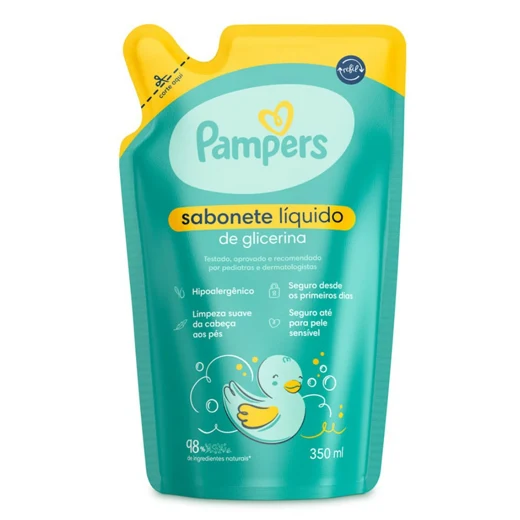 corte aqui
refil
Pampers
sabonete líquido
de glicerina
Testado, aprovado e recomendado
por pediatras e dermatologistas
Hipoalergênico
Seguro desde
os primeiros dias
Limpeza suave
da cabeça
aos pés
Seguro até
para pele
sensível
98%
de ingredientes naturais*
350 ml